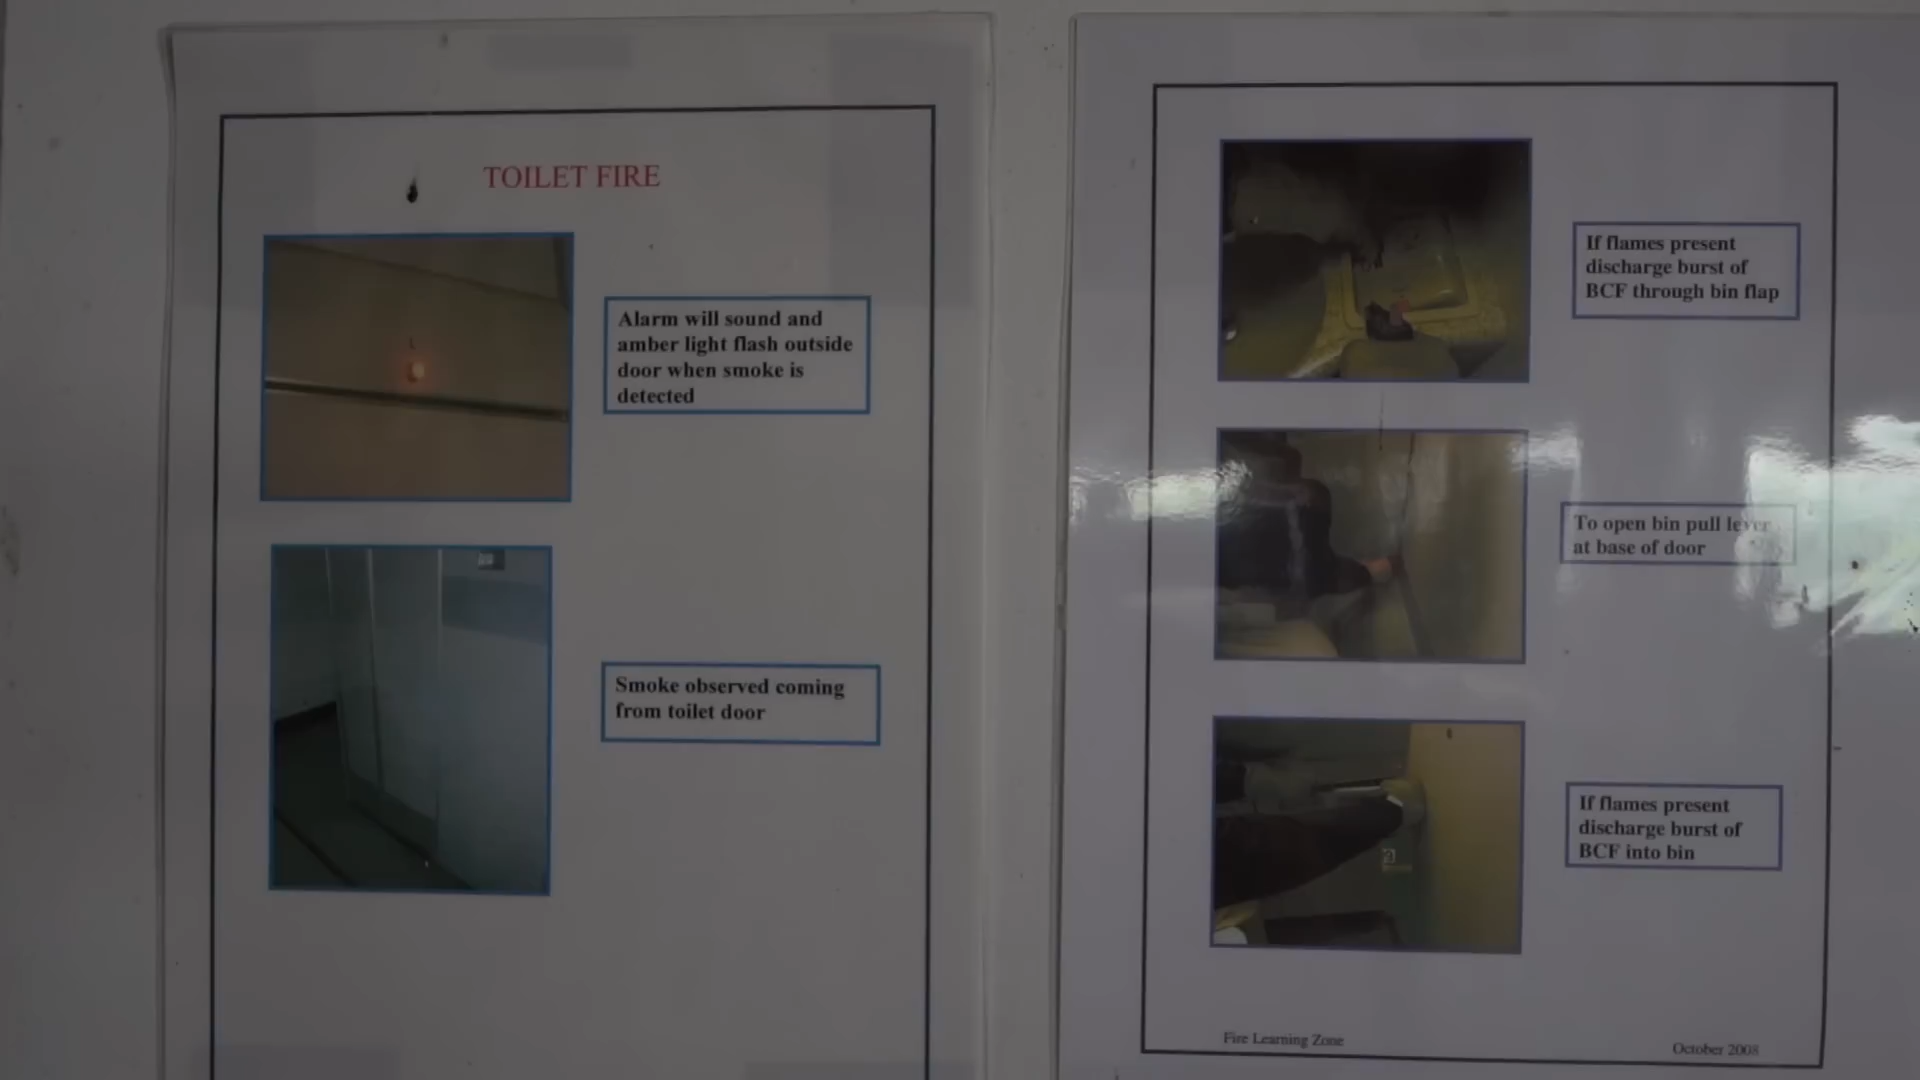 TOILET FIRE
Alarm will sound and
amber light flash outside
door when smoke is
detected
Smoke observed coming
from toilet door
If flames present
discharge burst of
BCF through bin flap
To open bin pull lever
at base of door
If flames present
discharge burst of
BCF into bin
Fire Learning Zone
October 2008